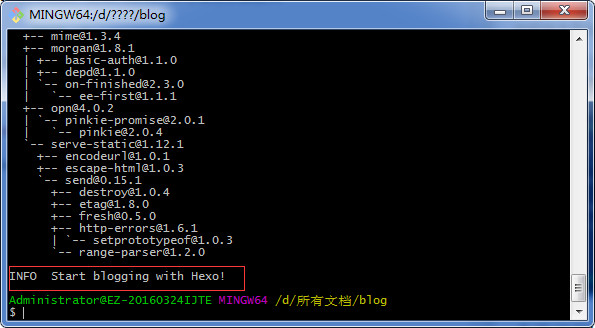 MINGW64:/d/????/blog
+-- mime@1.3.4
+-- morgan@1.8.1
| +-- basic-auth@1.1.0
| +-- depd@1.1.0
| `-- on-finished@2.3.0
|   `-- ee-first@1.1.1
+-- opn@4.0.2
| `-- pinkie-promise@2.0.1
|   `-- pinkie@2.0.4
`-- serve-static@1.12.1
  +-- encodeurl@1.0.1
  +-- escape-html@1.0.3
  `-- send@0.15.1
    +-- destroy@1.0.4
    +-- etag@1.8.0
    +-- fresh@0.5.0
    +-- http-errors@1.6.1
    | `-- setprototypeof@1.0.3
    `-- range-parser@1.2.0
INFO  Start blogging with Hexo!
Administrator@EZ-20160324IJTE MINGW64 /d/所有文档/blog
$